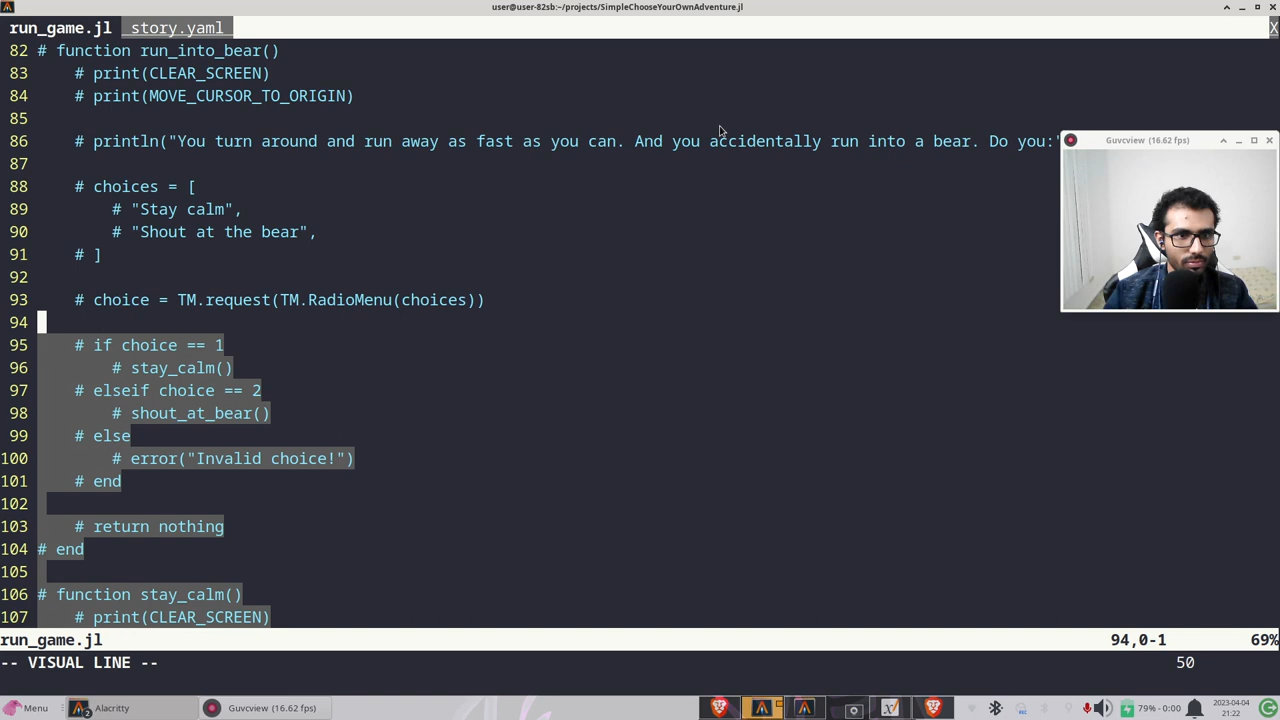 user@user-82sb:~/projects/SimpleChooseYourOwnAdventure.jl
run_game.jl story.yaml X
82 # function run_into_bear()
83 # print(CLEAR_SCREEN)
84 # print(MOVE_CURSOR_TO_ORIGIN)
85
86 # println("You turn around and run away as fast as you can. And you accidentally run into a bear. Do you:"
87
88 # choices = [
89 # "Stay calm",
90 # "Shout at the bear",
91 # ]
92
93 # choice = TM.request(TM.RadioMenu(choices))
94
95 # if choice == 1
96 # stay_calm()
97 # elseif choice == 2
98 # shout_at_bear()
99 # else
100 # error("Invalid choice!")
101 # end
102
103 # return nothing
104 # end
105
106 # function stay_calm()
107 # print(CLEAR_SCREEN)
Guvcview (16.62 fps)
run_game.jl 94,0-1 69%
-- VISUAL LINE -- 50
Menu Alacritty Guvcview (16.62 fps) 79% - 0:00 2023-04-04
21:22